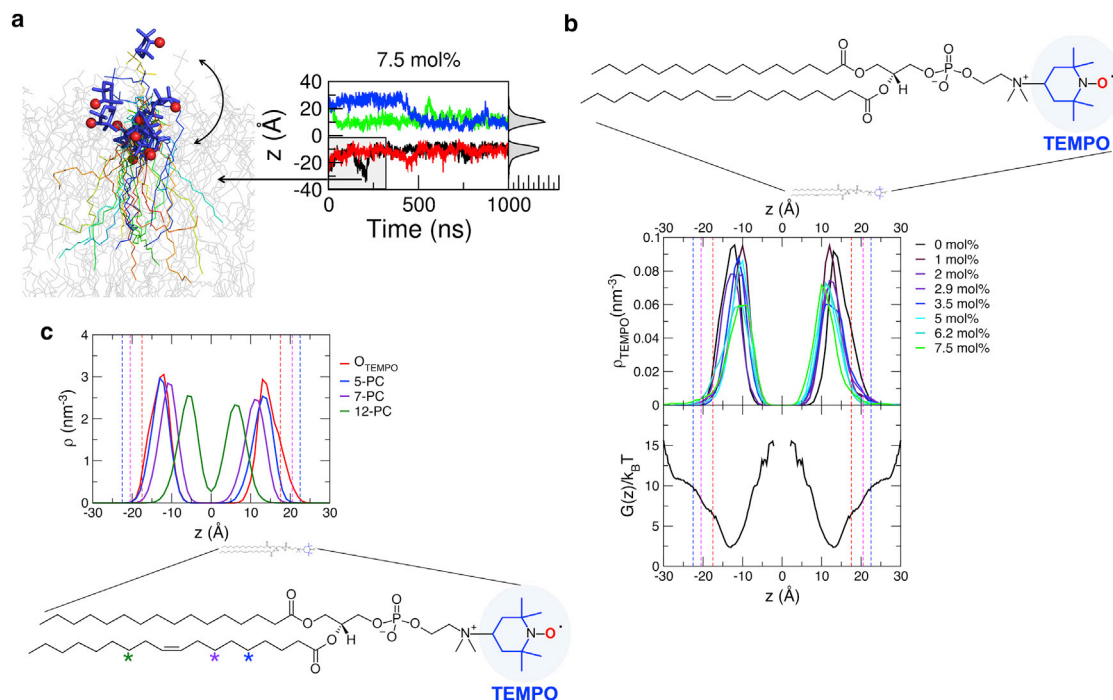 a
7.5 mol%
z (Å)
40
20
0
-20
-40
0
500
1000
Time (ns)
b
O
O
O
O
H
O
P
O-
O
N+
N-O•
TEMPO
z (Å)
-30 -20 -10 0 10 20 30
ρTEMPO(nm-3)
0.1
0.08
0.06
0.04
0.02
0
0 mol%
1 mol%
2 mol%
2.9 mol%
3.5 mol%
5 mol%
6.2 mol%
7.5 mol%
G(z)/kBT
15
10
5
0
-30 -20 -10 0 10 20 30
z (Å)
c
ρ (nm-3)
4
3
2
1
0
-30 -20 -10 0 10 20 30
z (Å)
OTEMPO
5-PC
7-PC
12-PC
O
O
O
O
H
O
P
O-
O
N+
N-O•
* * *
TEMPO